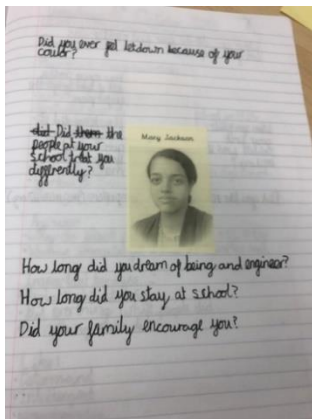 Did you ever get letdown because of your
coulor?
did Did them the
people at your
School treat you
differently?
Mary Jackson
How long did you dream of being and engineer?
How long did you stay at school?
Did your family encourage you?